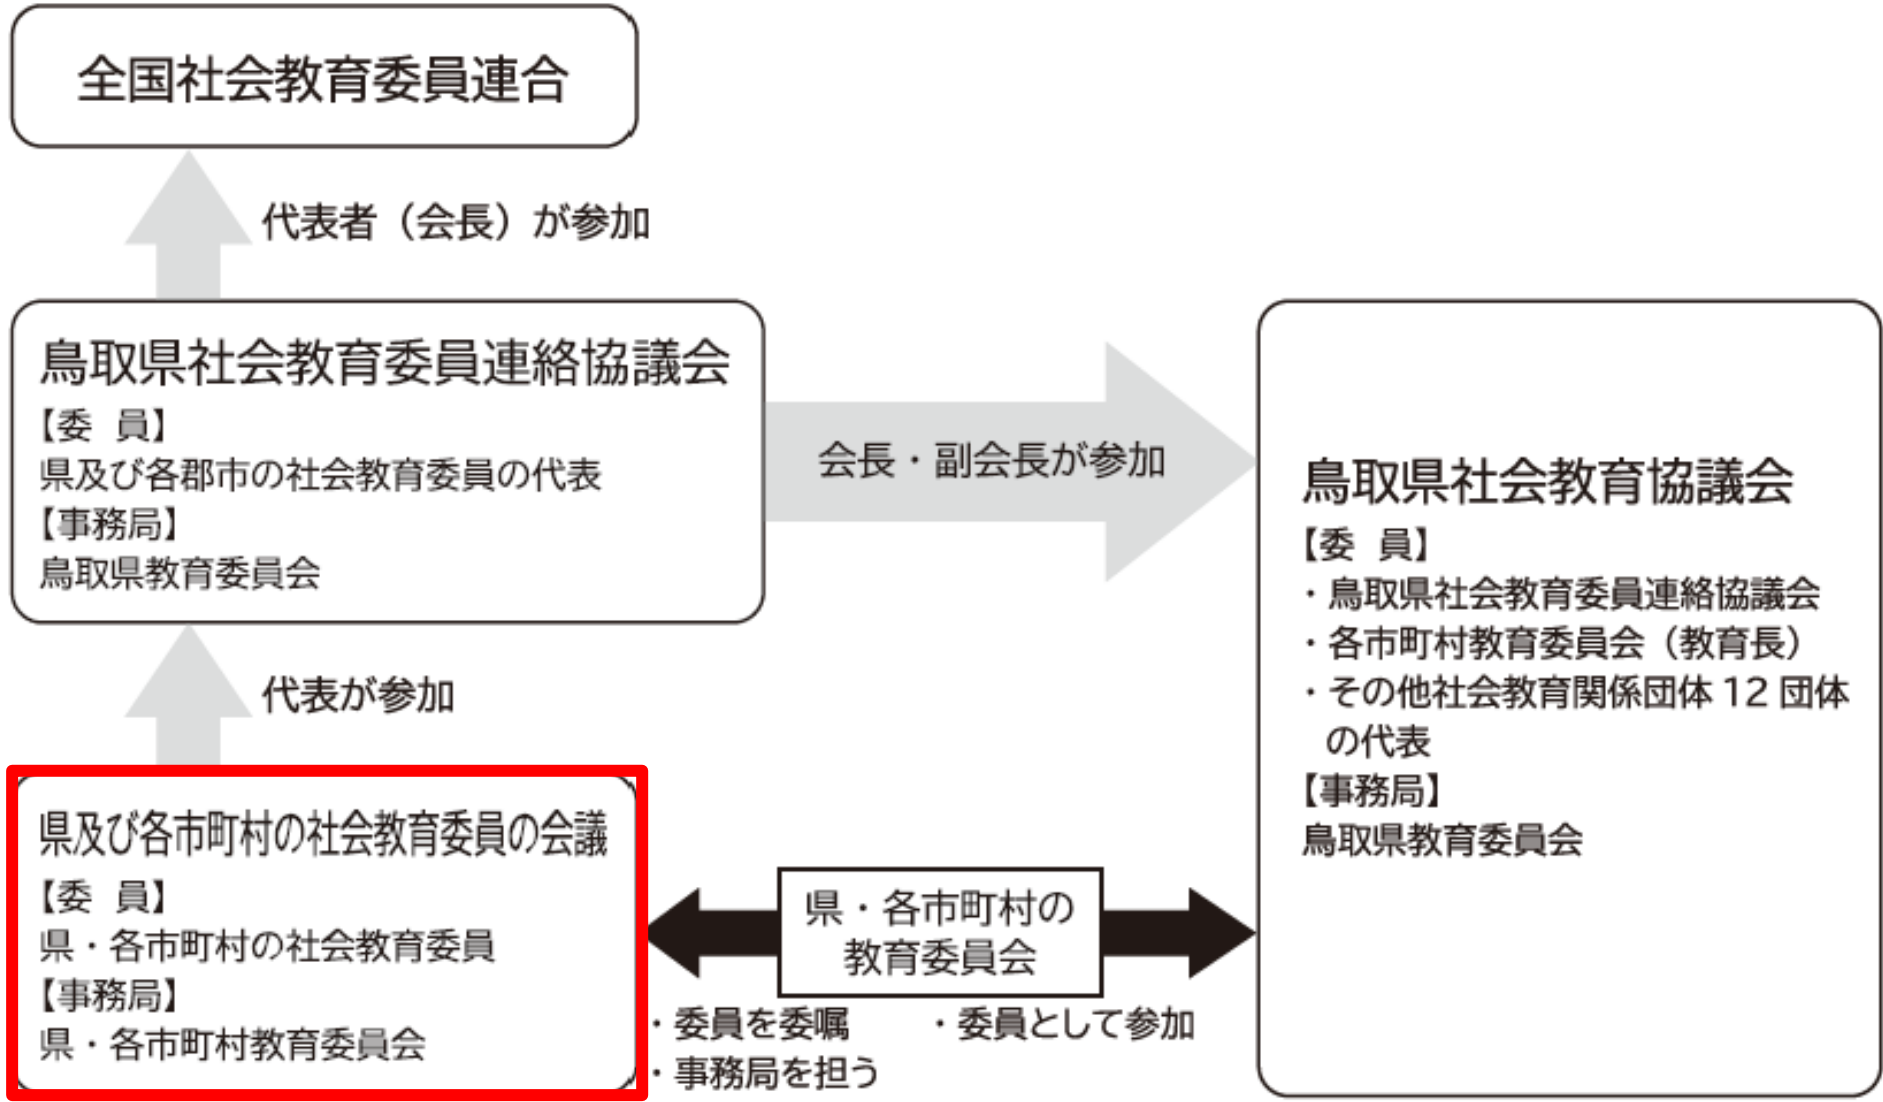 全国社会教育委員連合
代表者（会長）が参加
鳥取県社会教育委員連絡協議会
【委　員】
県及び各郡市の社会教育委員の代表
【事務局】
鳥取県教育委員会
会長・副会長が参加
鳥取県社会教育協議会
【委　員】
・鳥取県社会教育委員連絡協議会
・各市町村教育委員会（教育長）
・その他社会教育関係団体 12 団体
の代表
【事務局】
鳥取県教育委員会
代表が参加
県及び各市町村の社会教育委員の会議
【委　員】
県・各市町村の社会教育委員
【事務局】
県・各市町村教育委員会
県・各市町村の
教育委員会
・委員を委嘱
・事務局を担う
・委員として参加